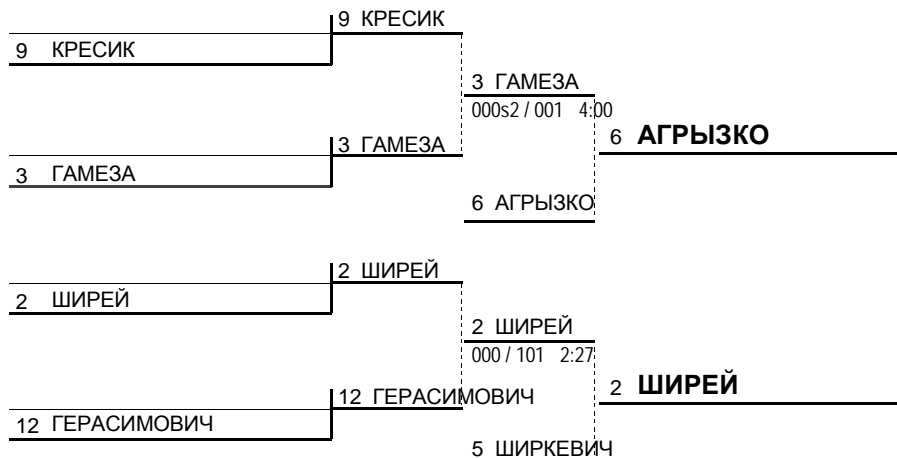 9 КРЕСИК
9 КРЕСИК
3 ГАМЕЗА
000s2 / 001 4:00
3 ГАМЕЗА
6 АГРЫЗКО
3 ГАМЕЗА
6 АГРЫЗКО
2 ШИРЕЙ
2 ШИРЕЙ
2 ШИРЕЙ
000 / 101 2:27
12 ГЕРАСИМОВИЧ
2 ШИРЕЙ
12 ГЕРАСИМОВИЧ
5 ШИРКЕВИЧ